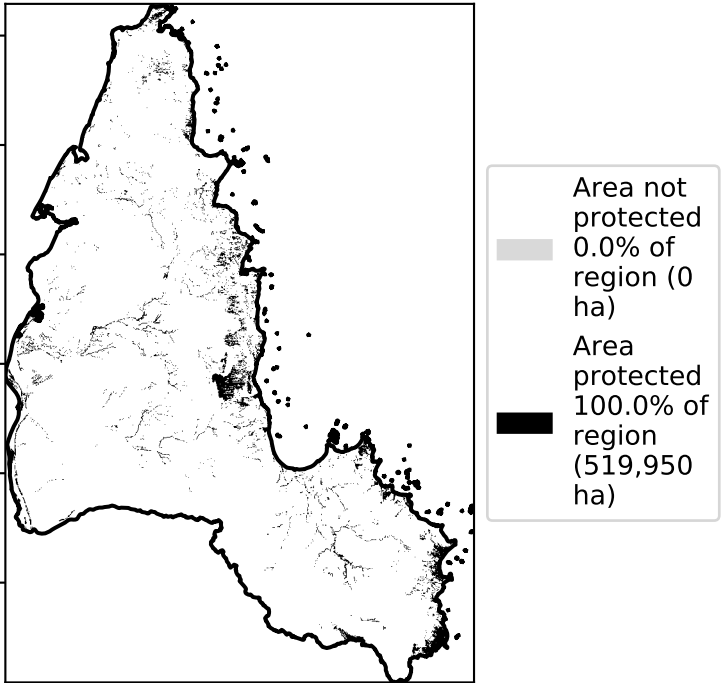 Area not
protected
0.0% of
region (0
ha)
Area
protected
100.0% of
region
(519,950
ha)